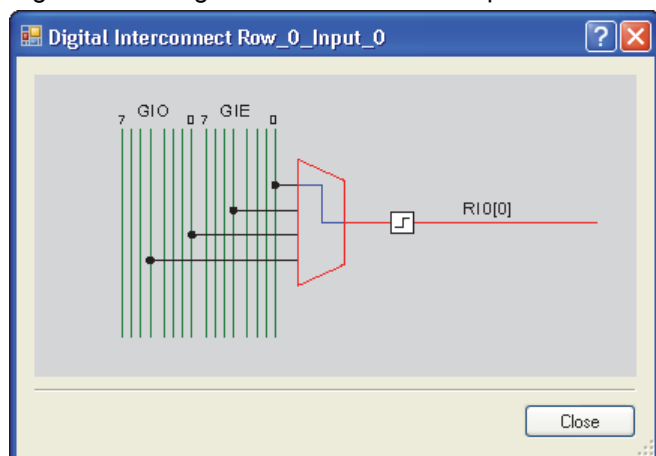 Digital Interconnect Row_0_Input_0
?
7 GIO 0 7 GIE 0
RI0[0]
Close